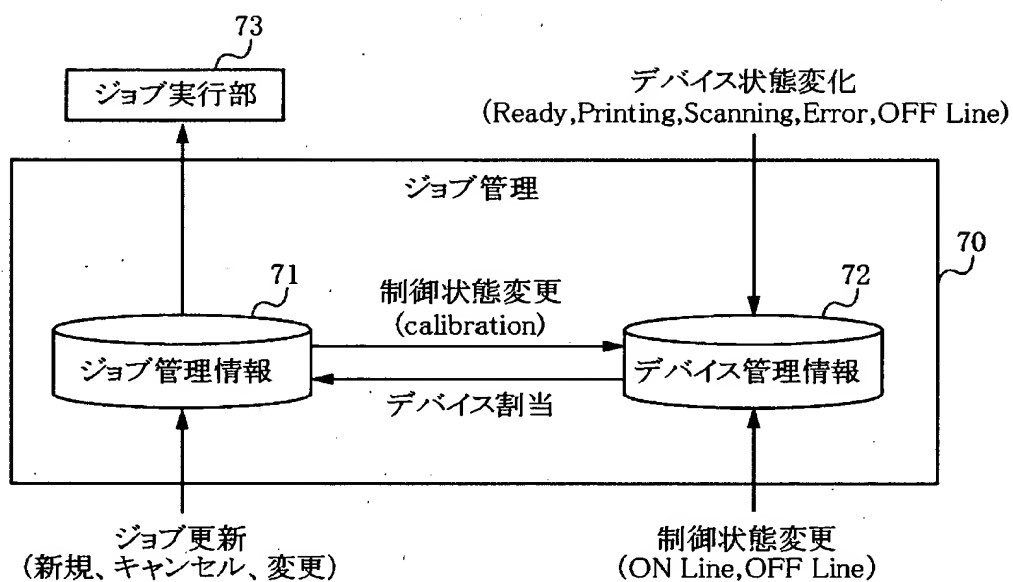 73
ジョブ実行部
デバイス状態変化
(Ready,Printing,Scanning,Error,OFF Line)
ジョブ管理
70
71
制御状態変更
(calibration)
72
ジョブ管理情報
デバイス管理情報
デバイス割当
ジョブ更新
(新規、キャンセル、変更)
制御状態変更
(ON Line,OFF Line)